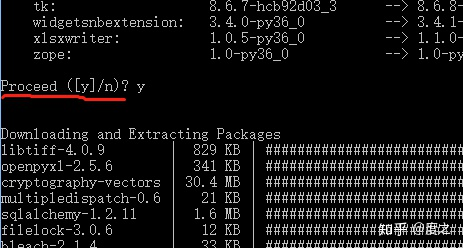 tk: 8.6.7-hcb92d03_3 --> 8.6.8-
widgetsnbextension: 3.4.0-py36_0 --> 3.4.1-
xlsxwriter: 1.0.5-py36_0 --> 1.1.0-
zope: 1.0-py36_0 --> 1.0-p
Proceed ([y]/n)? y
Downloading and Extracting Packages
libtiff-4.0.9 | 829 KB | ##############################
openpyxl-2.5.6 | 341 KB | ##############################
cryptography-vectors | 30.4 MB | ##############################
multipledispatch-0.6 | 21 KB | ##############################
sqlalchemy-1.2.11 | 1.6 MB | ##############################
filelock-3.0.6 | 12 KB | ##############################
bleach-2.1.4 | 33 KB | ##############################
知乎 @度之